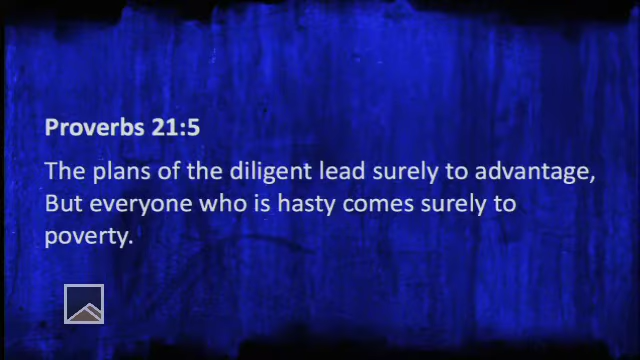 Proverbs 21:5
The plans of the diligent lead surely to advantage,
But everyone who is hasty comes surely to
poverty.